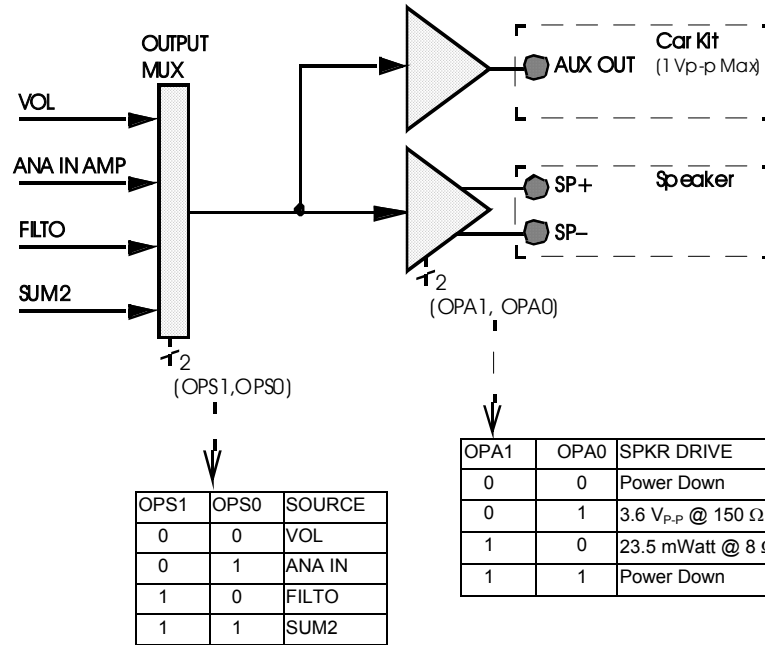 OUTPUT
MUX
VOL
ANA IN AMP
FILTO
SUM2
Car Kit
AUX OUT (1 Vp-p Max)
SP+ Speaker
SP–
2
(OPA1, OPA0)
2
(OPS1,OPS0)
OPA1 OPA0 SPKR DRIVE
0 0 Power Down
0 1 3.6 VP-P @ 150 Ω
1 0 23.5 mWatt @ 8 Ω
1 1 Power Down
OPS1 OPS0 SOURCE
0 0 VOL
0 1 ANA IN
1 0 FILTO
1 1 SUM2